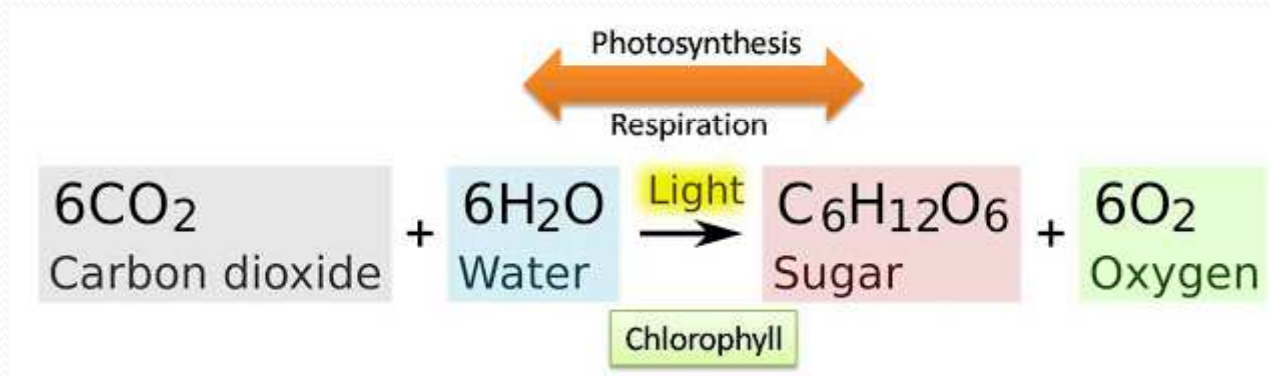 Photosynthesis
Respiration
6CO₂ + 6H₂O Light C₆H₁₂O₆ + 6O₂
Carbon dioxide Water → Sugar Oxygen
Chlorophyll